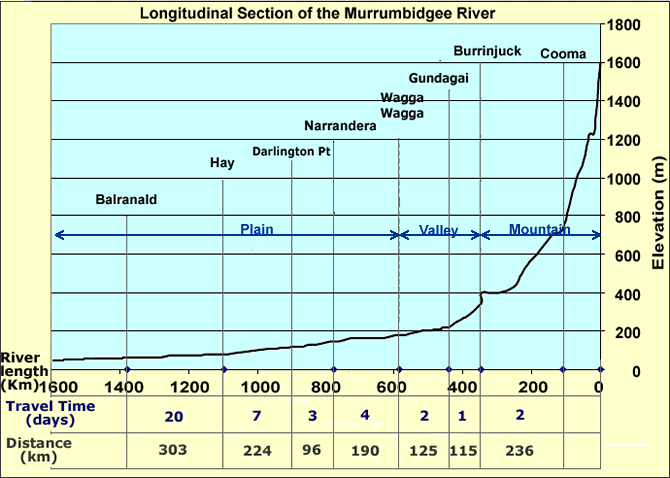 Longitudinal Section of the Murrumbidgee River
1800
Burrinjuck
Cooma
1600
Gundagai
Wagga
1400
Wagga
Narrandera
1200
Darlington Pt
Hay
1000
Balranald
800
Plain
Valley
Mountain
600
400
200
0
Elevation (m)
River
length
(Km)
1600 1400 1200 1000 800 600 400 200 0
Travel Time
(days)
20 7 3 4 2 1 2
Distance
(km)
303 224 96 190 125 115 236